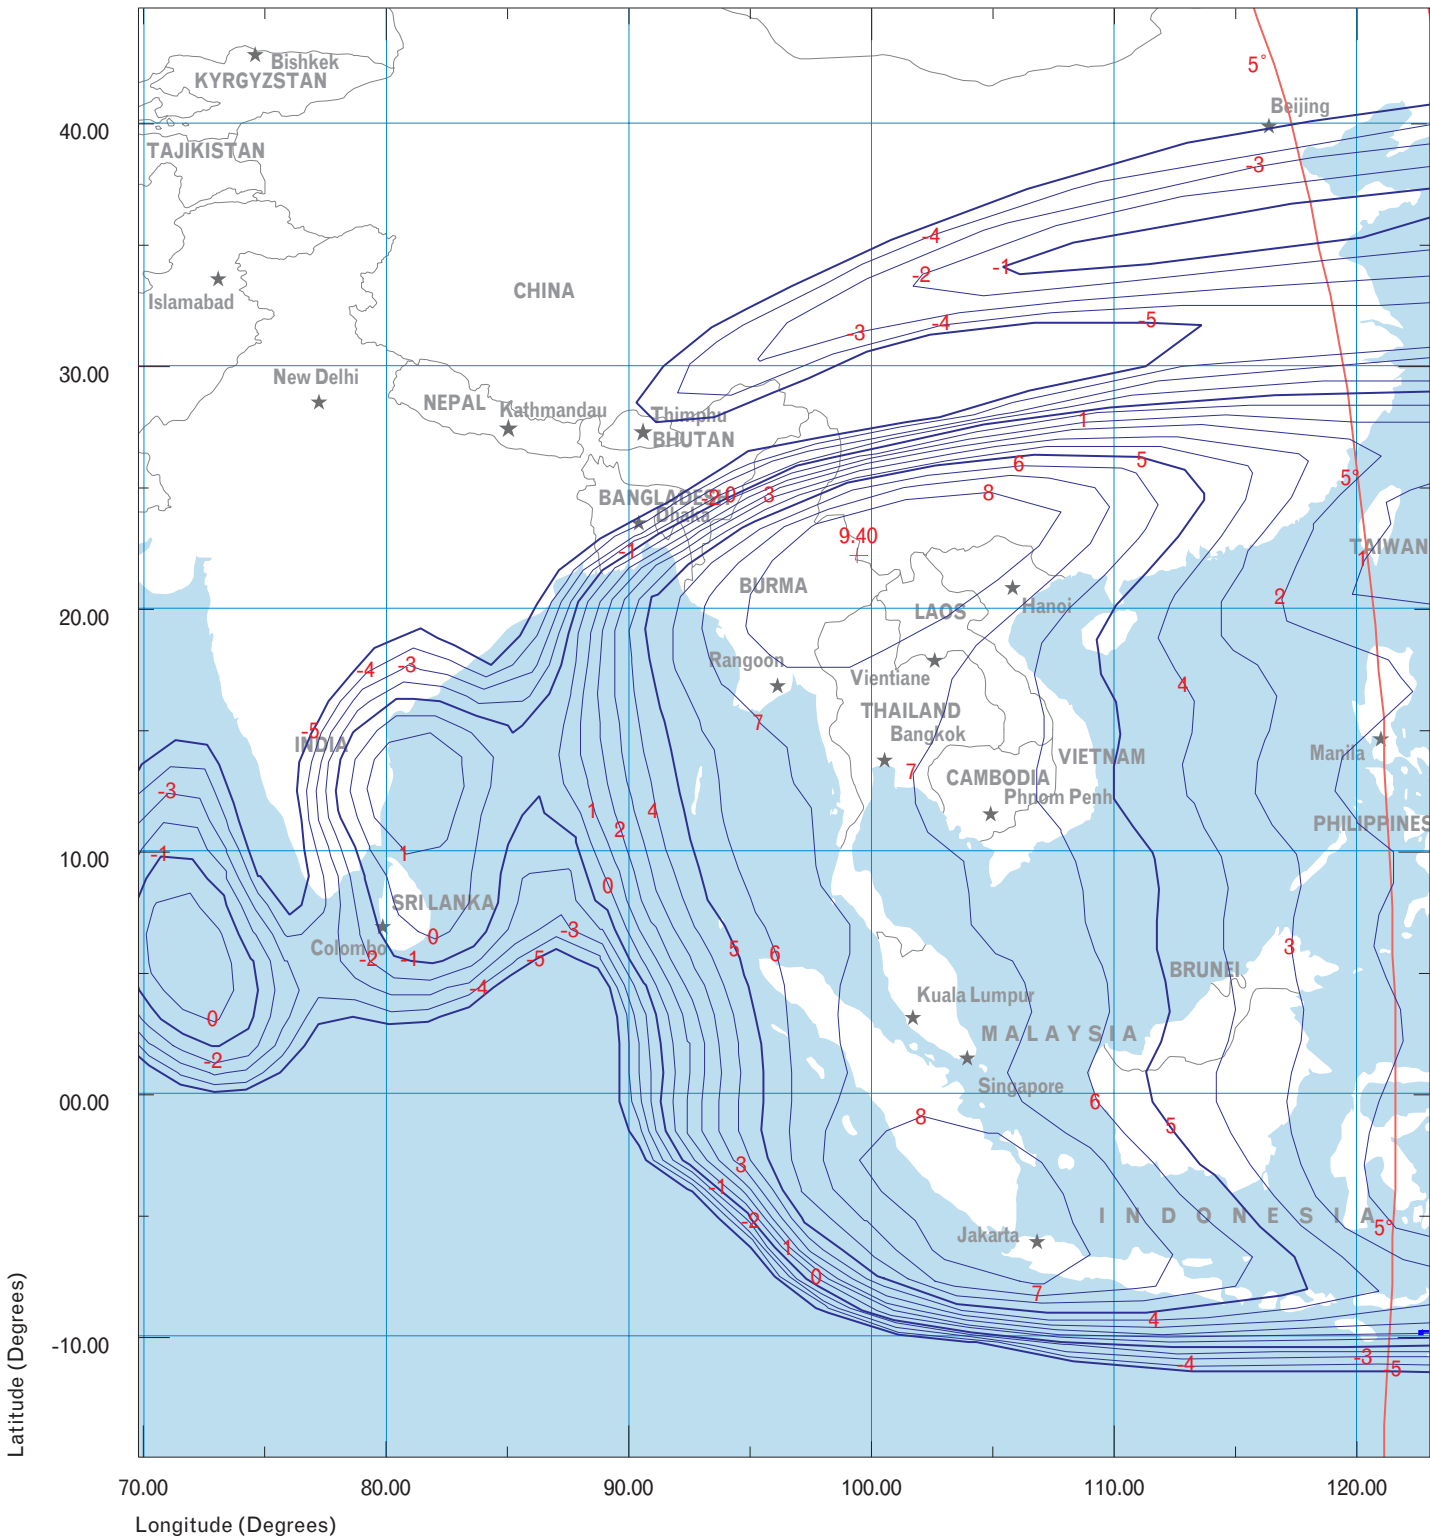 5°
Bishkek
KYRGYZSTAN
Beijing
40.00
TAJIKISTAN
-3
-4
-2
-1
Islamabad
CHINA
-3
-4
-5
30.00
New Delhi
NEPAL
Kathmandau
Thimphu
BHUTAN
1
6
5
5°
BANGLADESH
-2
0
3
8
Dhaka
-1
9.40
TAIWAN
1
BURMA
2
LAOS
Hanoi
20.00
Rangoon
-4
-3
Vientiane
4
THAILAND
7
-5
INDIA
Bangkok
VIETNAM
Manila
7
CAMBODIA
Phnom Penh
-3
1
2
4
PHILIPPINES
-1
1
10.00
0
SRI LANKA
0
-3
Colombo
-2
-1
-5
5
6
3
BRUNEI
-4
Kuala Lumpur
0
MALAYSIA
-2
Singapore
00.00
6
8
5
3
-1
-2
INDONESIA
5°
Jakarta
1
0
7
4
-10.00
-4
-3
-5
Latitude (Degrees)
70.00 80.00 90.00 100.00 110.00 120.00
Longitude (Degrees)